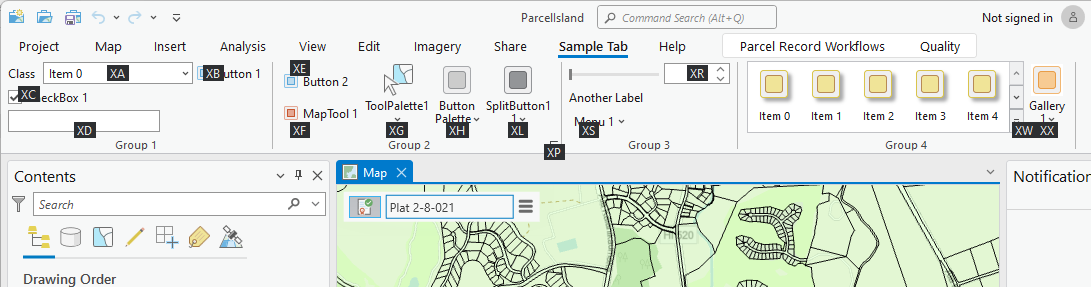 ParcelIsland
Command Search (Alt+Q)
Not signed in
Project Map Insert Analysis View Edit Imagery Share Sample Tab Help Parcel Record Workflows Quality
Class Item 0 XA XB Button 1
XC CheckBox 1
XD
Group 1
XE
Button 2
MapTool 1
XF
ToolPalette1
XG
Button
Palette
XH
SplitButton1
1
XL
Group 2
XP
XR
Another Label
XS
Menu 1
Group 3
Item 0 Item 1 Item 2 Item 3 Item 4
Gallery
1
XW XX
Group 4
Contents
Search
Drawing Order
Map
Plat 2-8-021
Notification